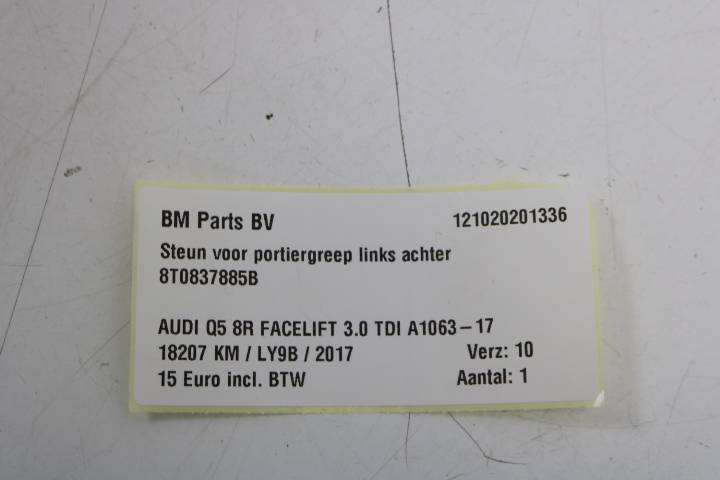 BM Parts BV 121020201336
Steun voor portiergreep links achter
8T0837885B
AUDI Q5 8R FACELIFT 3.0 TDI A1063-17
18207 KM / LY9B / 2017 Verz: 10
15 Euro incl. BTW Aantal: 1